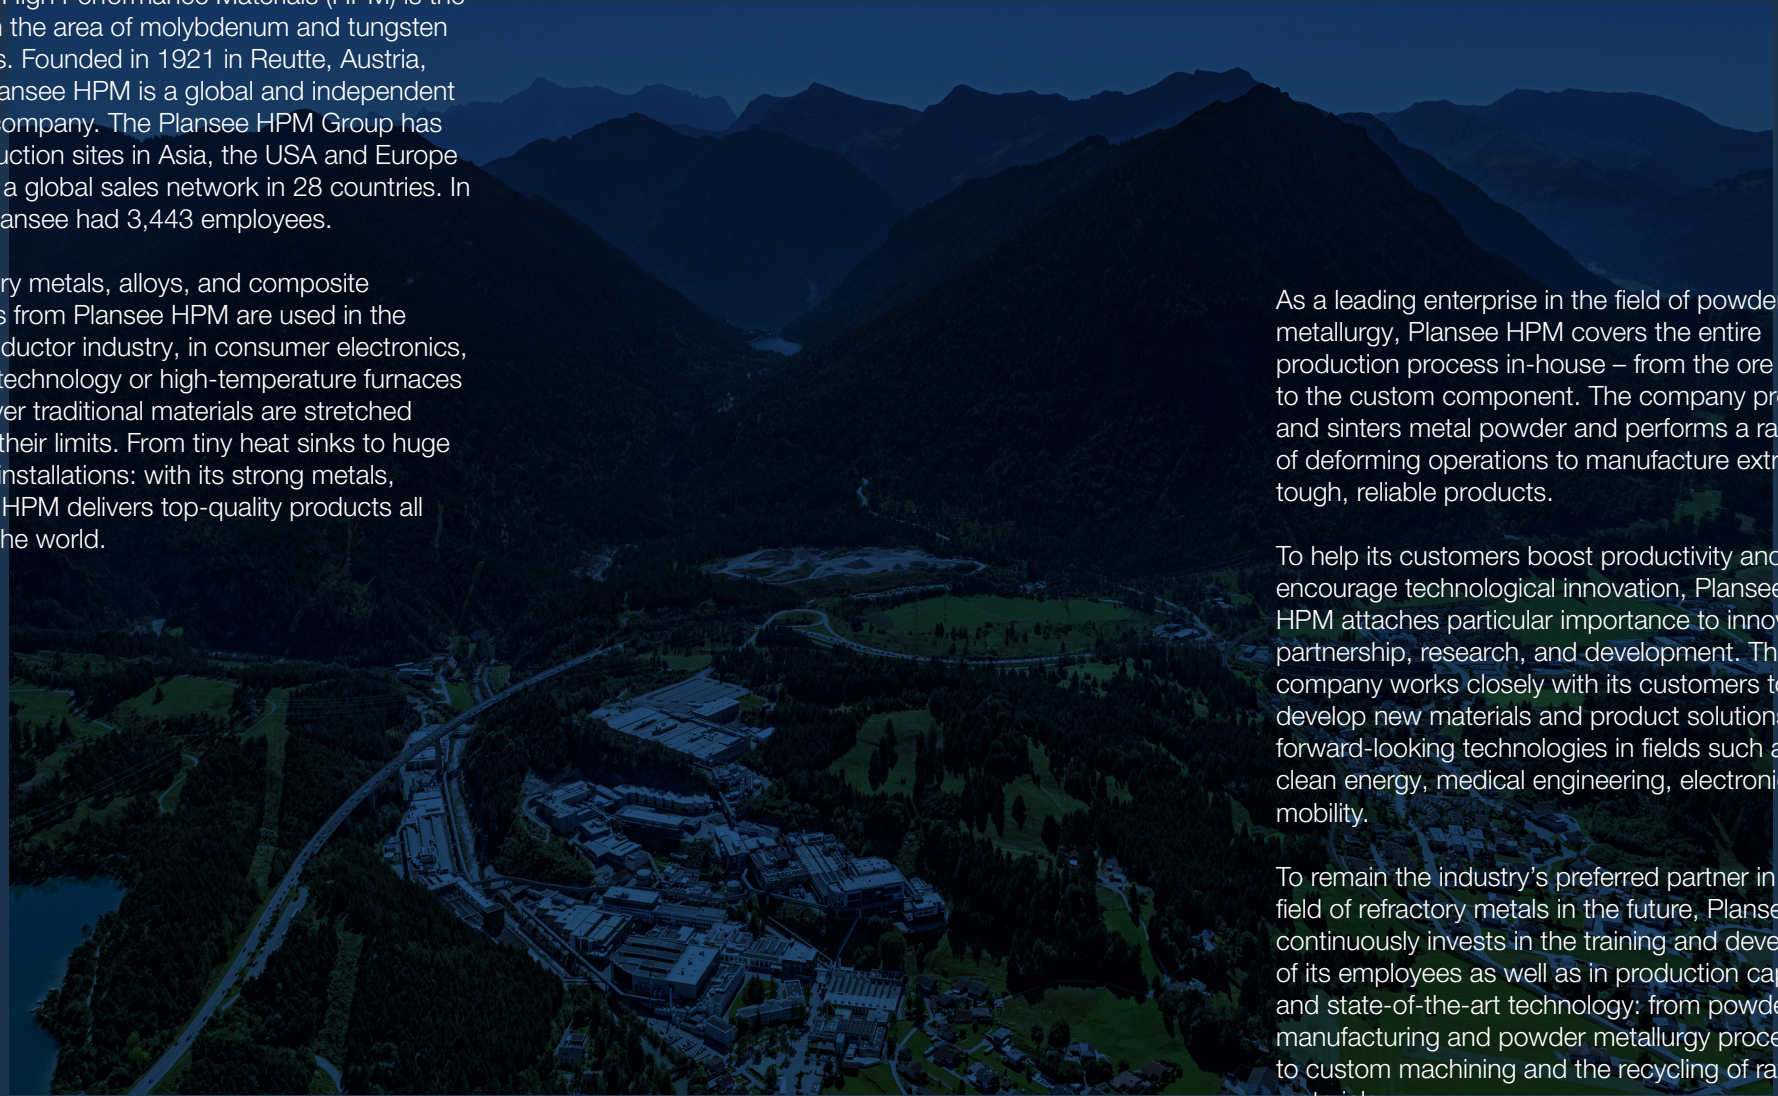 High Performance Materials (HPM) is the
the area of molybdenum and tungsten
Founded in 1921 in Reutte, Austria,
ansee HPM is a global and independent
company. The Plansee HPM Group has
uction sites in Asia, the USA and Europe
a global sales network in 28 countries. In
ansee had 3,443 employees.
ry metals, alloys, and composite
s from Plansee HPM are used in the
ductor industry, in consumer electronics,
technology or high-temperature furnaces
ver traditional materials are stretched
their limits. From tiny heat sinks to huge
installations: with its strong metals,
HPM delivers top-quality products all
he world.
As a leading enterprise in the field of powde
metallurgy, Plansee HPM covers the entire
production process in-house – from the ore
to the custom component. The company pr
and sinters metal powder and performs a ra
of deforming operations to manufacture extr
tough, reliable products.
To help its customers boost productivity and
encourage technological innovation, Plansee
HPM attaches particular importance to innov
partnership, research, and development. Th
company works closely with its customers to
develop new materials and product solutions
forward-looking technologies in fields such a
clean energy, medical engineering, electroni
mobility.
To remain the industry’s preferred partner in
field of refractory metals in the future, Planse
continuously invests in the training and deve
of its employees as well as in production cap
and state-of-the-art technology: from powde
manufacturing and powder metallurgy proce
to custom machining and the recycling of ra